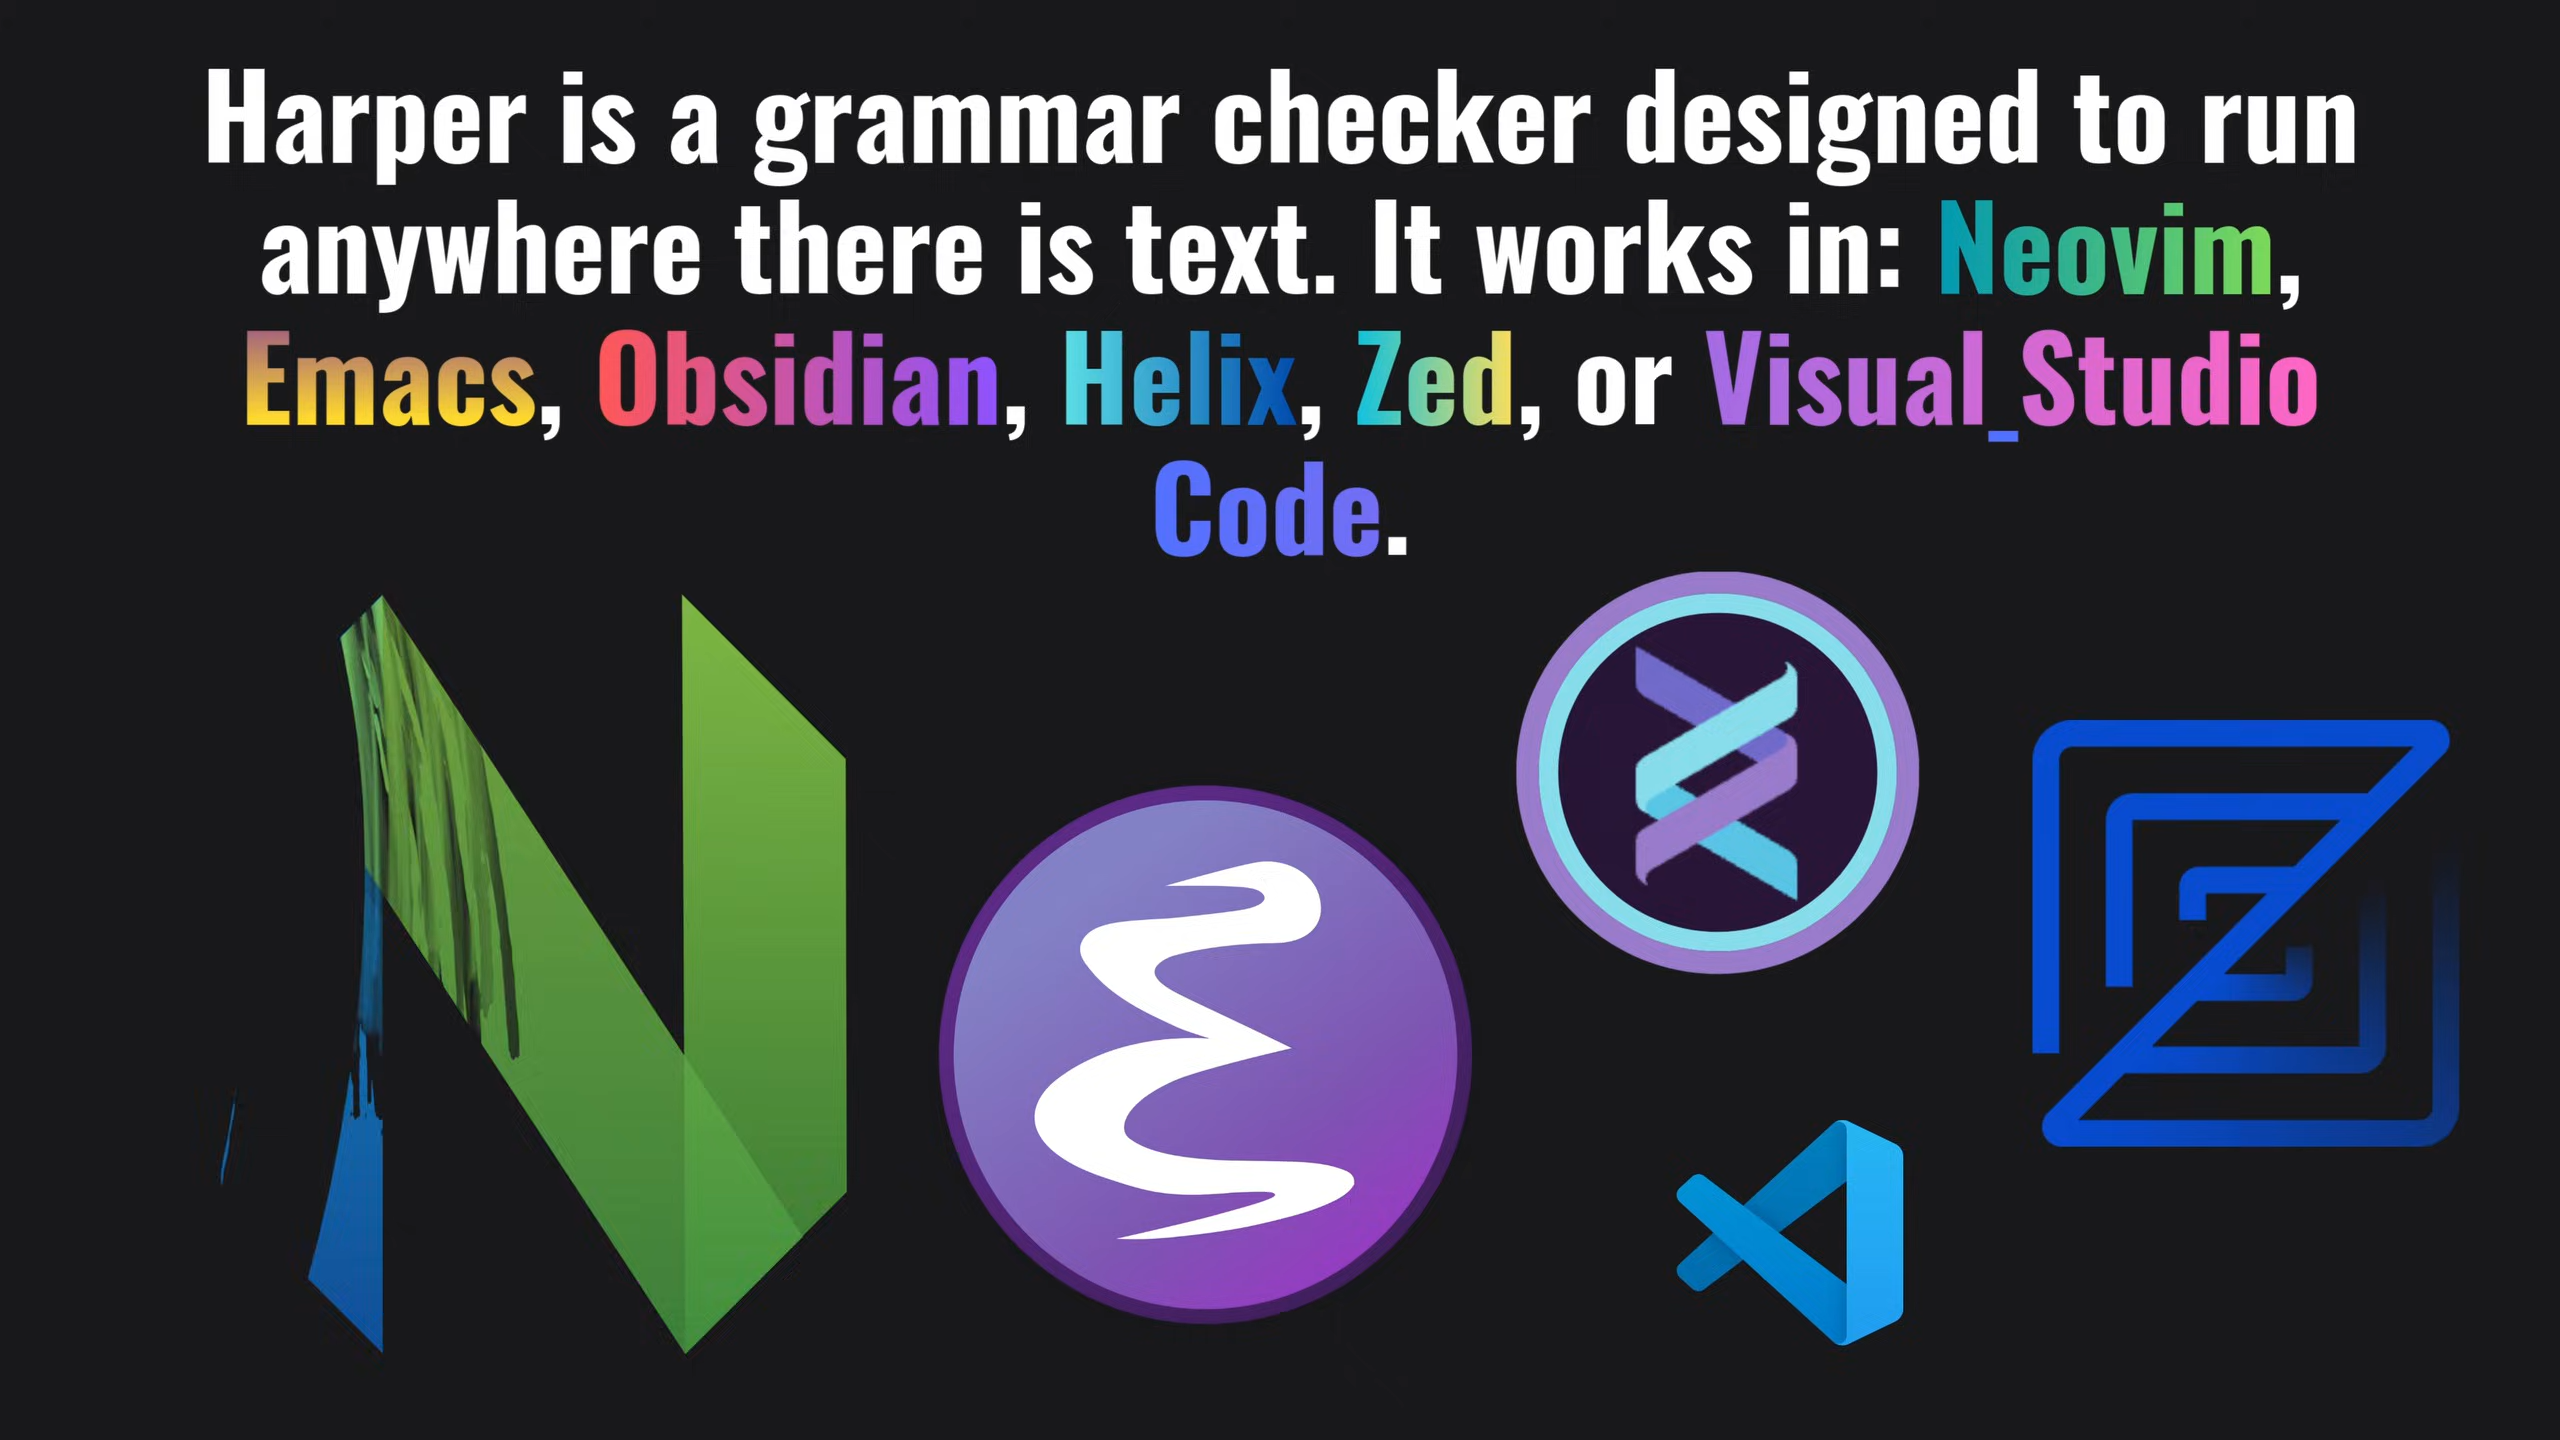 Harper is a grammar checker designed to run
anywhere there is text. It works in: Neovim,
Emacs, Obsidian, Helix, Zed, or Visual_Studio
Code.